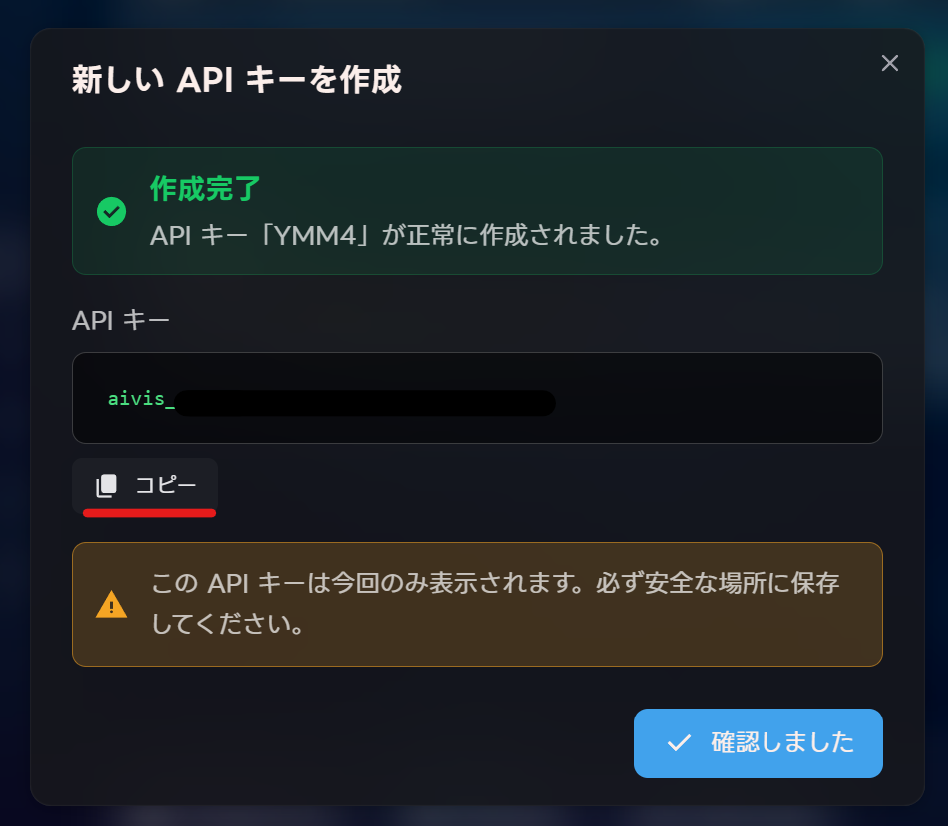 新しい API キーを作成
作成完了
API キー「YMM4」が正常に作成されました。
API キー
aivis_
コピー
この API キーは今回のみ表示されます。必ず安全な場所に保存
してください。
確認しました